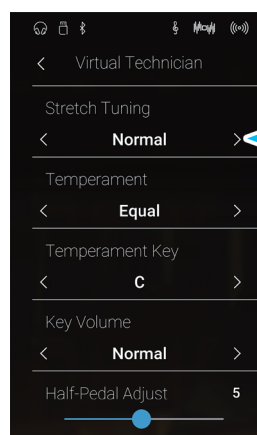 Virtual Technician
Stretch Tuning
Normal
Temperament
Equal
Temperament Key
C
Key Volume
Normal
Half-Pedal Adjust 5